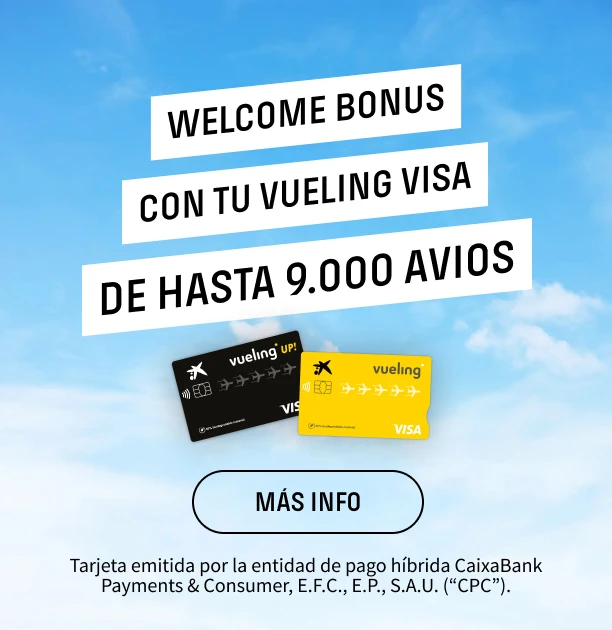 WELCOME BONUS
CON TU VUELING VISA
DE HASTA 9.000 AVIOS
vueling UP!
vueling
VIS
VISA
MÁS INFO
Tarjeta emitida por la entidad de pago híbrida CaixaBank
Payments & Consumer, E.F.C., E.P., S.A.U. (“CPC”).